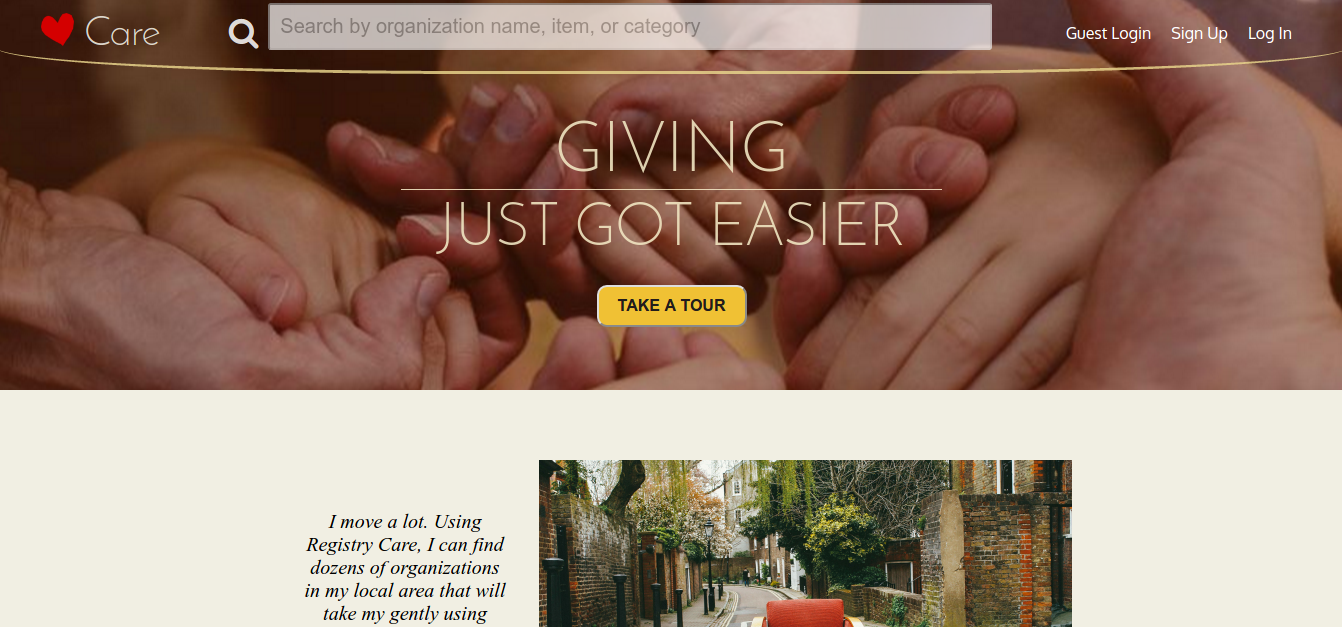 Care
Search by organization name, item, or category
Guest Login
Sign Up
Log In
GIVING
JUST GOT EASIER
TAKE A TOUR
I move a lot. Using
Registry Care, I can find
dozens of organizations
in my local area that will
take my gently using